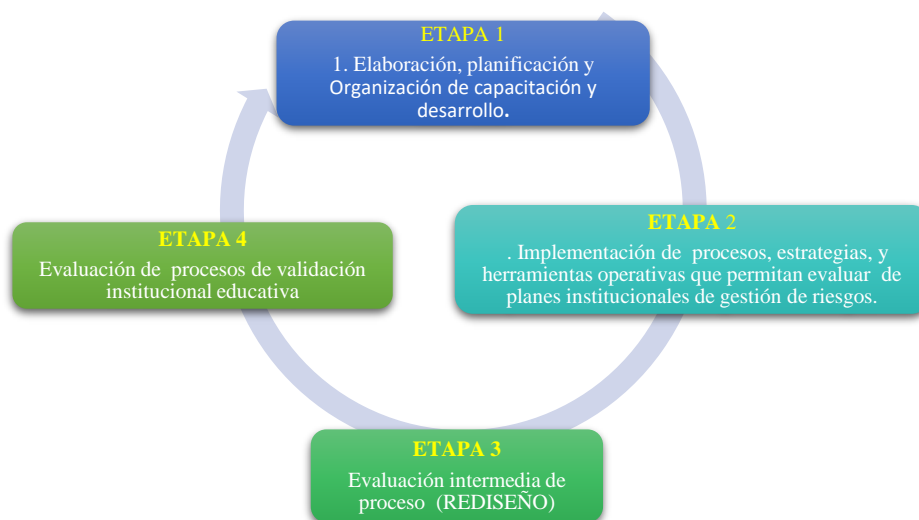 ETAPA 1
1. Elaboración, planificación y
Organización de capacitación y
desarrollo.
ETAPA 2
. Implementación de procesos, estrategias, y
herramientas operativas que permitan evaluar de
planes institucionales de gestión de riesgos.
ETAPA 3
Evaluación intermedia de
proceso (REDISEÑO)
ETAPA 4
Evaluación de procesos de validación
institucional educativa